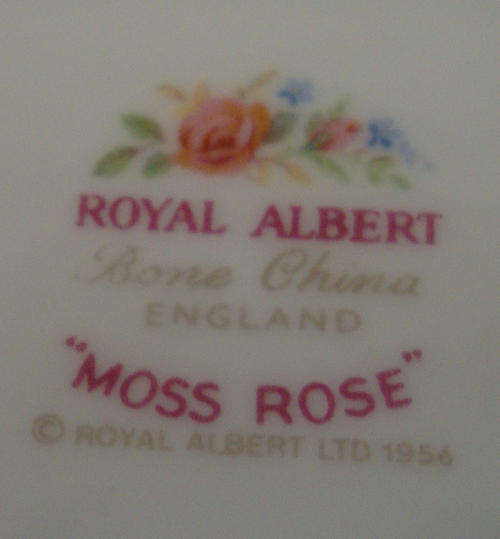 ROYAL ALBERT
Bone China
ENGLAND
"MOSS ROSE"
© ROYAL ALBERT LTD 1956